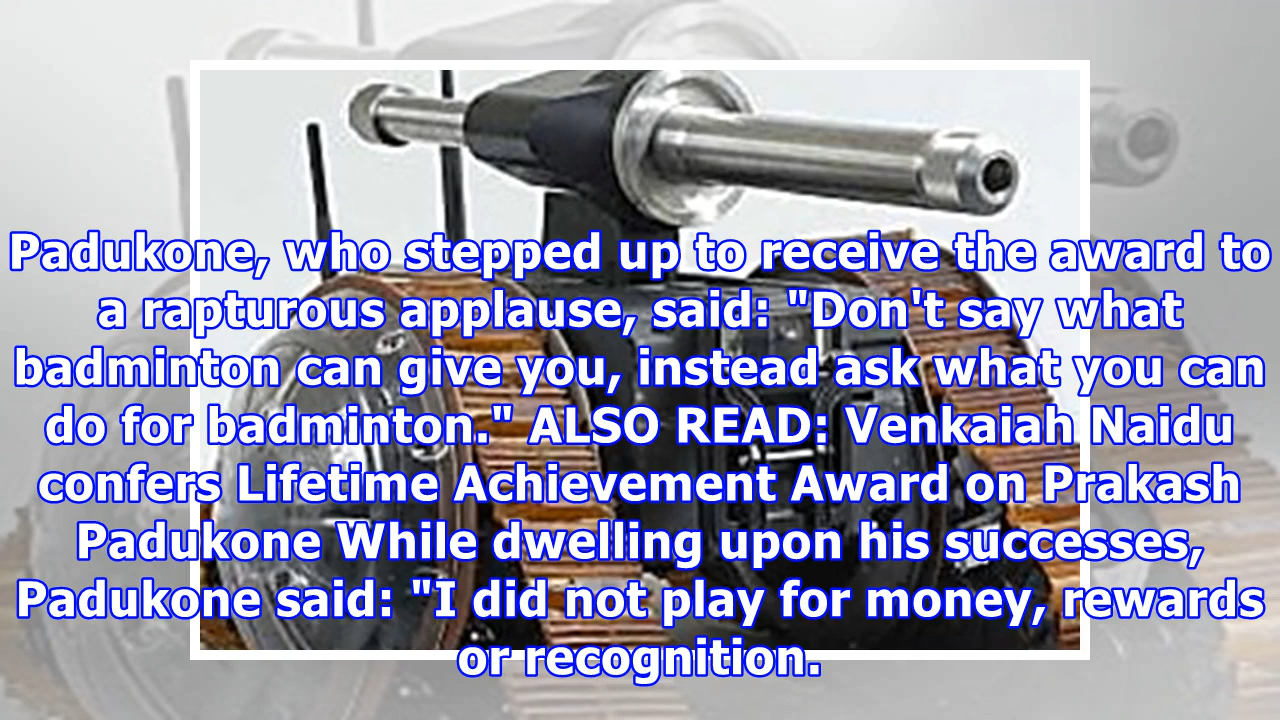 Padukone, who stepped up to receive the award to
a rapturous applause, said: "Don't say what
badminton can give you, instead ask what you can
do for badminton." ALSO READ: Venkaiah Naidu
confers Lifetime Achievement Award on Prakash
Padukone While dwelling upon his successes,
Padukone said: "I did not play for money, rewards
or recognition.